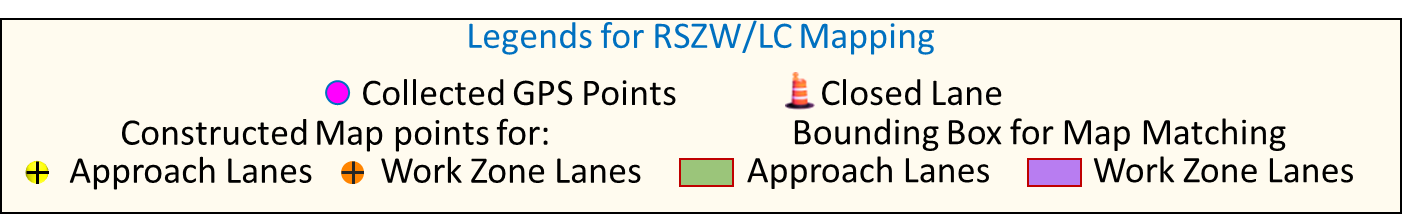 Legends for RSZW/LC Mapping
Collected GPS Points Closed Lane
Constructed Map points for: Bounding Box for Map Matching
Approach Lanes Work Zone Lanes Approach Lanes Work Zone Lanes